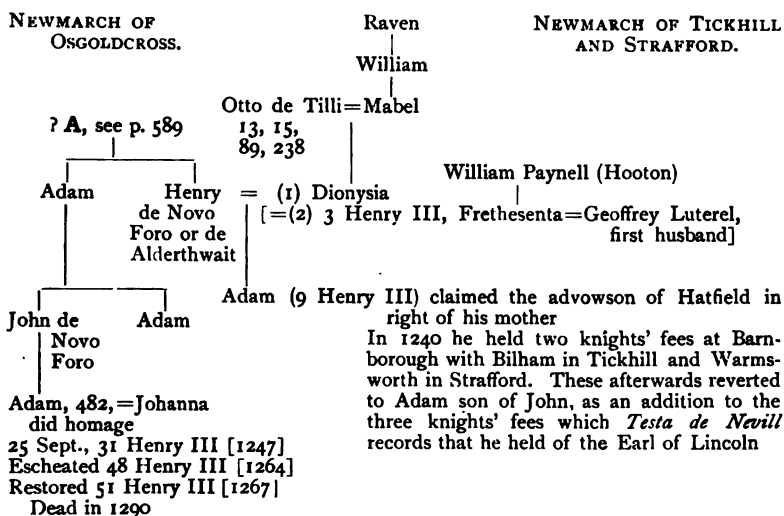 NEWMARCH OF
OSGOLDCROSS.
Raven
NEWMARCH OF TICKHILL
AND STRAFFORD.
William
Otto de Tilli=Mabel
13, 15,
89, 238
? A, see p. 589
William Paynell (Hooton)
Adam
Henry = (1) Dionysia
de Novo
Foro or de
Alderthwait
[=(2) 3 Henry III, Frethesenta=Geoffrey Luterel,
first husband]
John de
Novo
Foro
Adam
Adam (9 Henry III) claimed the advowson of Hatfield in
right of his mother
In 1240 he held two knights' fees at Barn-
borough with Bilham in Tickhill and Warms-
worth in Strafford. These afterwards reverted
to Adam son of John, as an addition to the
three knights' fees which Testa de Nevill
records that he held of the Earl of Lincoln
Adam, 482,=Johanna
did homage
25 Sept., 31 Henry III [1247]
Escheated 48 Henry III [1264]
Restored 51 Henry III [1267]
Dead in 1290